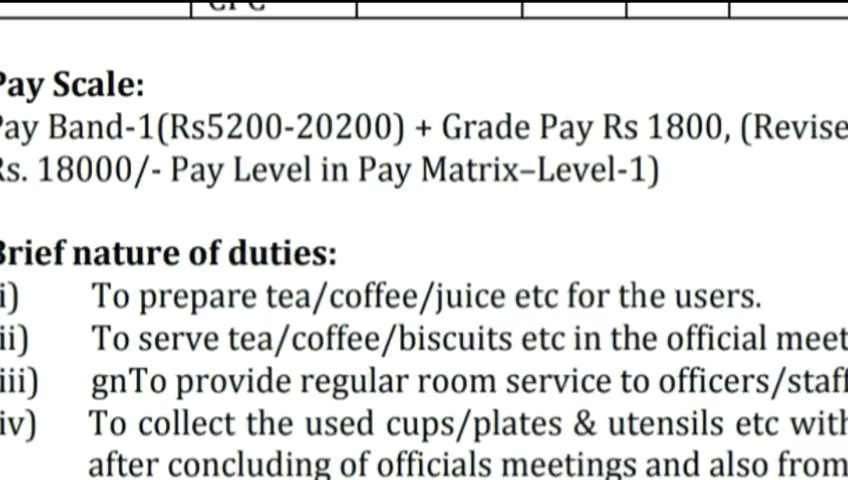 CPC
Pay Scale:
Pay Band-1(Rs5200-20200) + Grade Pay Rs 1800, (Revise
Rs. 18000/- Pay Level in Pay Matrix–Level-1)
Brief nature of duties:
i) To prepare tea/coffee/juice etc for the users.
ii) To serve tea/coffee/biscuits etc in the official meet
iii) gnTo provide regular room service to officers/staff
iv) To collect the used cups/plates & utensils etc with
after concluding of officials meetings and also from